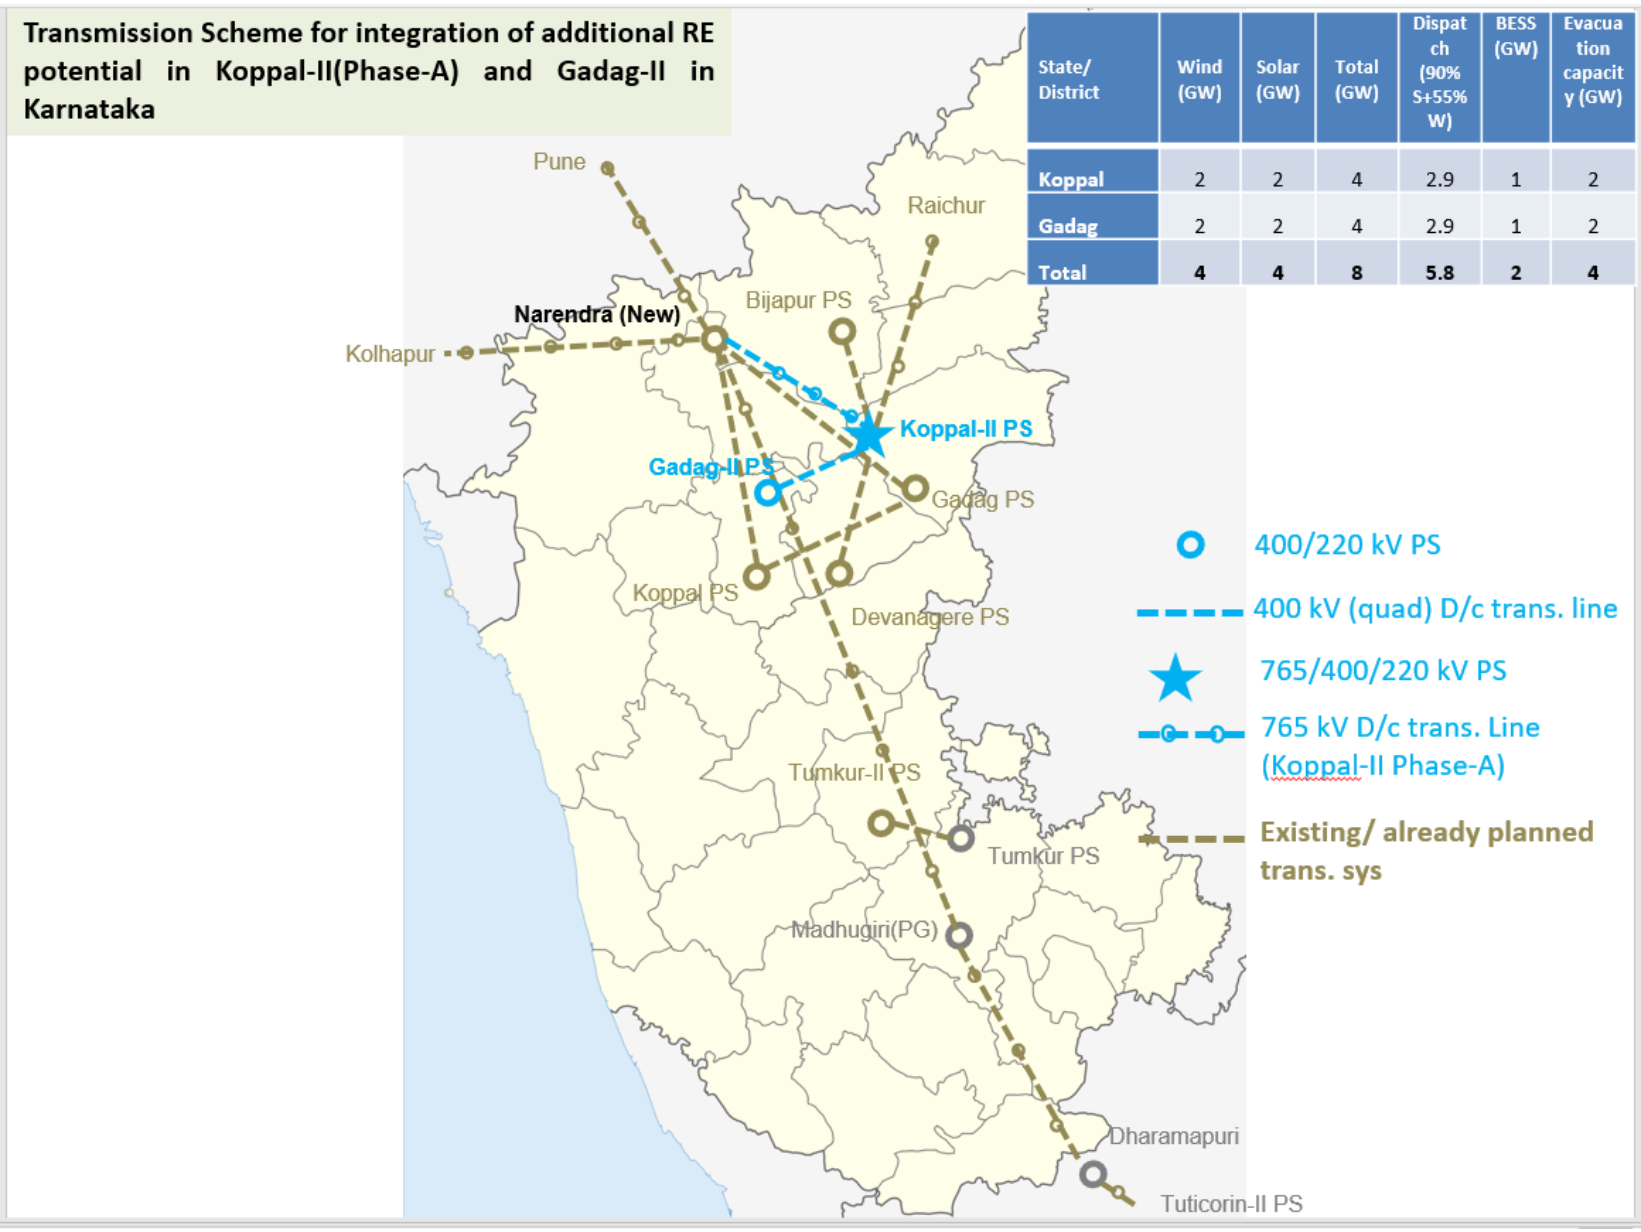 Transmission Scheme for integration of additional RE
potential in Koppal-II(Phase-A) and Gadag-II in
Karnataka
State/
District
Wind
(GW)
Solar
(GW)
Total
(GW)
Dispat
ch
(90%
S+55%
W)
BESS
(GW)
Evacua
tion
capacit
y (GW)
Koppal 2 2 4 2.9 1 2
Gadag 2 2 4 2.9 1 2
Total 4 4 8 5.8 2 4
Pune
Raichur
Bijapur PS
Narendra (New)
Kolhapur
Koppal-II PS
Gadag-II PS
Gadag PS
Koppal PS
Devanagere PS
Tumkur-II PS
Tumkur PS
Madhugiri(PG)
Dharamapuri
Tuticorin-II PS
400/220 kV PS
400 kV (quad) D/c trans. line
765/400/220 kV PS
765 kV D/c trans. Line
(Koppal-II Phase-A)
Existing/ already planned
trans. sys